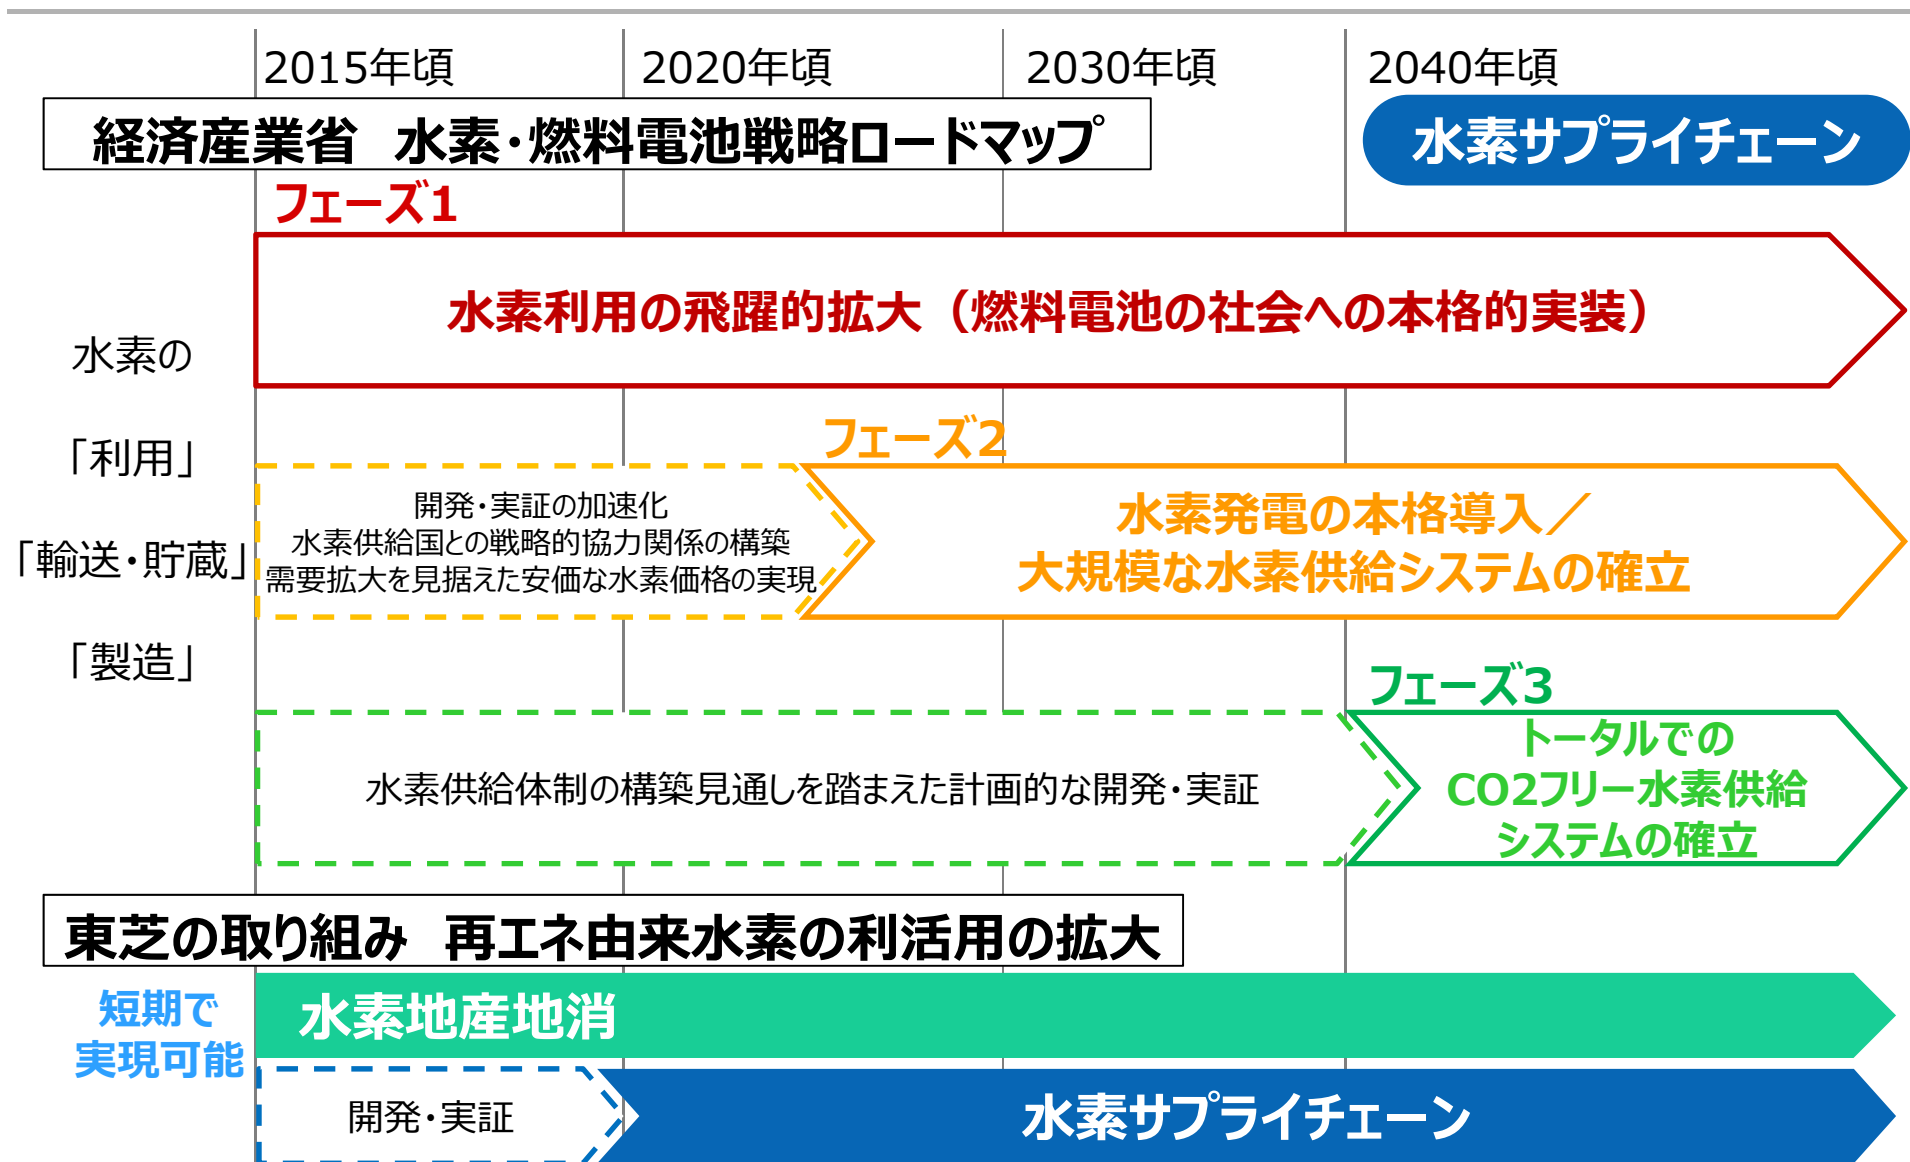 2015年頃
2020年頃
2030年頃
2040年頃
経済産業省　水素・燃料電池戦略ロードマップ
水素サプライチェーン
フェーズ1
水素利用の飛躍的拡大（燃料電池の社会への本格的実装）
水素の
「利用」
「輸送・貯蔵」
「製造」
フェーズ2
開発・実証の加速化
水素供給国との戦略的協力関係の構築
需要拡大を見据えた安価な水素価格の実現
水素発電の本格導入／
大規模な水素供給システムの確立
フェーズ3
水素供給体制の構築見通しを踏まえた計画的な開発・実証
トータルでの
CO2フリー水素供給
システムの確立
東芝の取り組み　再エネ由来水素の利活用の拡大
短期で
実現可能
水素地産地消
開発・実証
水素サプライチェーン